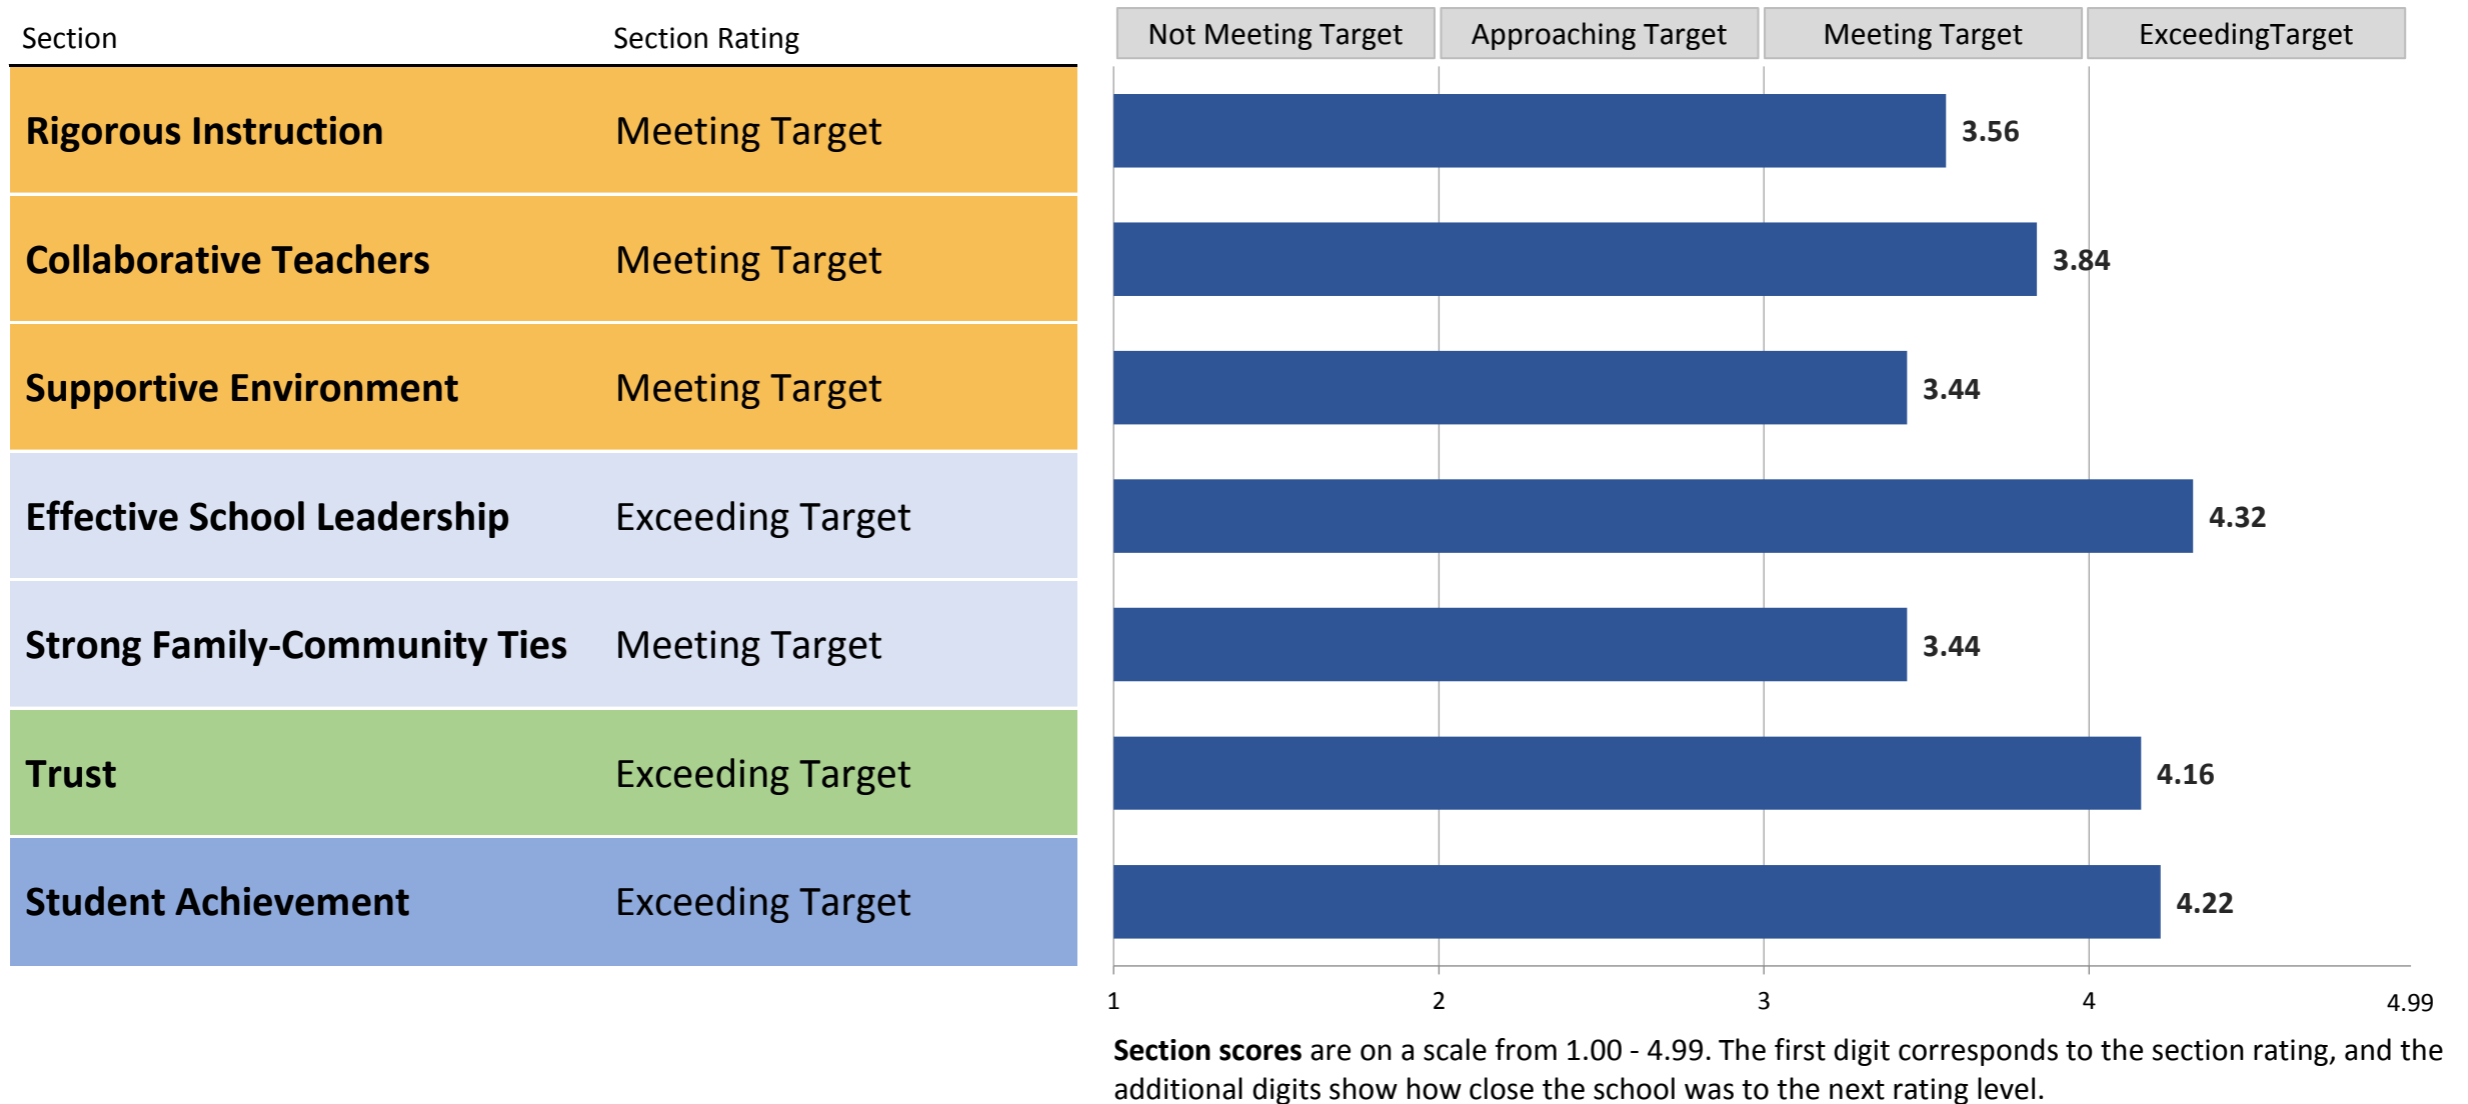 Section Section Rating Not Meeting Target Approaching Target Meeting Target ExceedingTarget
Rigorous Instruction Meeting Target 3.56
Collaborative Teachers Meeting Target 3.84
Supportive Environment Meeting Target 3.44
Effective School Leadership Exceeding Target 4.32
Strong Family-Community Ties Meeting Target 3.44
Trust Exceeding Target 4.16
Student Achievement Exceeding Target 4.22
1 2 3 4 4.99
Section scores are on a scale from 1.00 - 4.99. The first digit corresponds to the section rating, and the
additional digits show how close the school was to the next rating level.